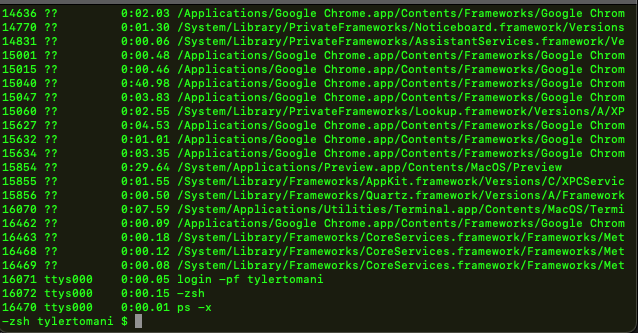 14636 ?? 0:02.03 /Applications/Google Chrome.app/Contents/Frameworks/Google Chrom
14770 ?? 0:01.30 /System/Library/PrivateFrameworks/Noticeboard.framework/Versions
14831 ?? 0:00.06 /System/Library/PrivateFrameworks/AssistantServices.framework/Ve
15001 ?? 0:00.48 /Applications/Google Chrome.app/Contents/Frameworks/Google Chrom
15015 ?? 0:00.46 /Applications/Google Chrome.app/Contents/Frameworks/Google Chrom
15040 ?? 0:40.98 /Applications/Google Chrome.app/Contents/Frameworks/Google Chrom
15047 ?? 0:03.83 /Applications/Google Chrome.app/Contents/Frameworks/Google Chrom
15060 ?? 0:02.55 /System/Library/PrivateFrameworks/Lookup.framework/Versions/A/XP
15627 ?? 0:04.53 /Applications/Google Chrome.app/Contents/Frameworks/Google Chrom
15632 ?? 0:01.01 /Applications/Google Chrome.app/Contents/Frameworks/Google Chrom
15634 ?? 0:03.35 /Applications/Google Chrome.app/Contents/Frameworks/Google Chrom
15854 ?? 0:29.64 /System/Applications/Preview.app/Contents/MacOS/Preview
15855 ?? 0:01.55 /System/Library/Frameworks/AppKit.framework/Versions/C/XPCServic
15856 ?? 0:00.50 /System/Library/Frameworks/Quartz.framework/Versions/A/Framework
16070 ?? 0:07.59 /System/Applications/Utilities/Terminal.app/Contents/MacOS/Termi
16462 ?? 0:00.09 /Applications/Google Chrome.app/Contents/Frameworks/Google Chrom
16463 ?? 0:00.18 /System/Library/Frameworks/CoreServices.framework/Frameworks/Met
16468 ?? 0:00.12 /System/Library/Frameworks/CoreServices.framework/Frameworks/Met
16469 ?? 0:00.08 /System/Library/Frameworks/CoreServices.framework/Frameworks/Met
16071 ttys000 0:00.05 login -pf tylertomani
16072 ttys000 0:00.15 -zsh
16470 ttys000 0:00.01 ps -x
-zsh tylertomani $